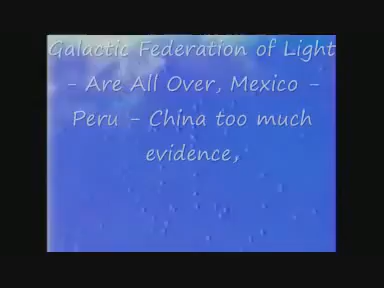 Galactic Federation of Light
- Are All Over, Mexico -
Peru - China too much
evidence,